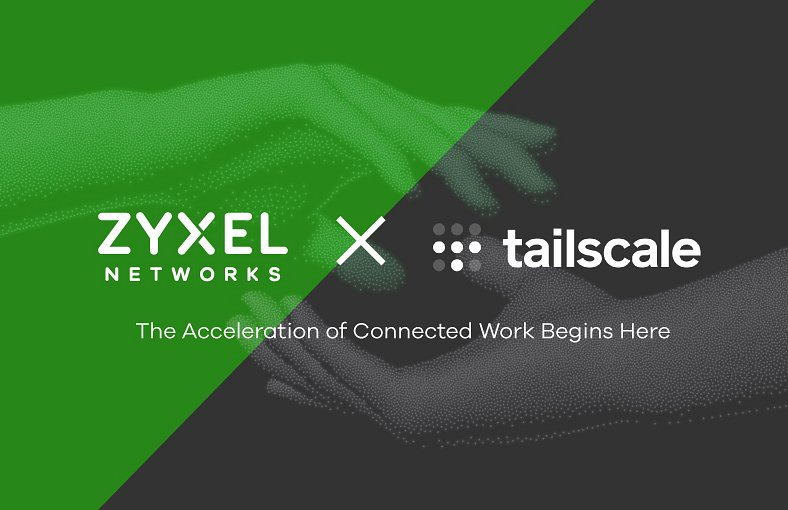 ZYXEL
NETWORKS
tailscale
The Acceleration of Connected Work Begins Here